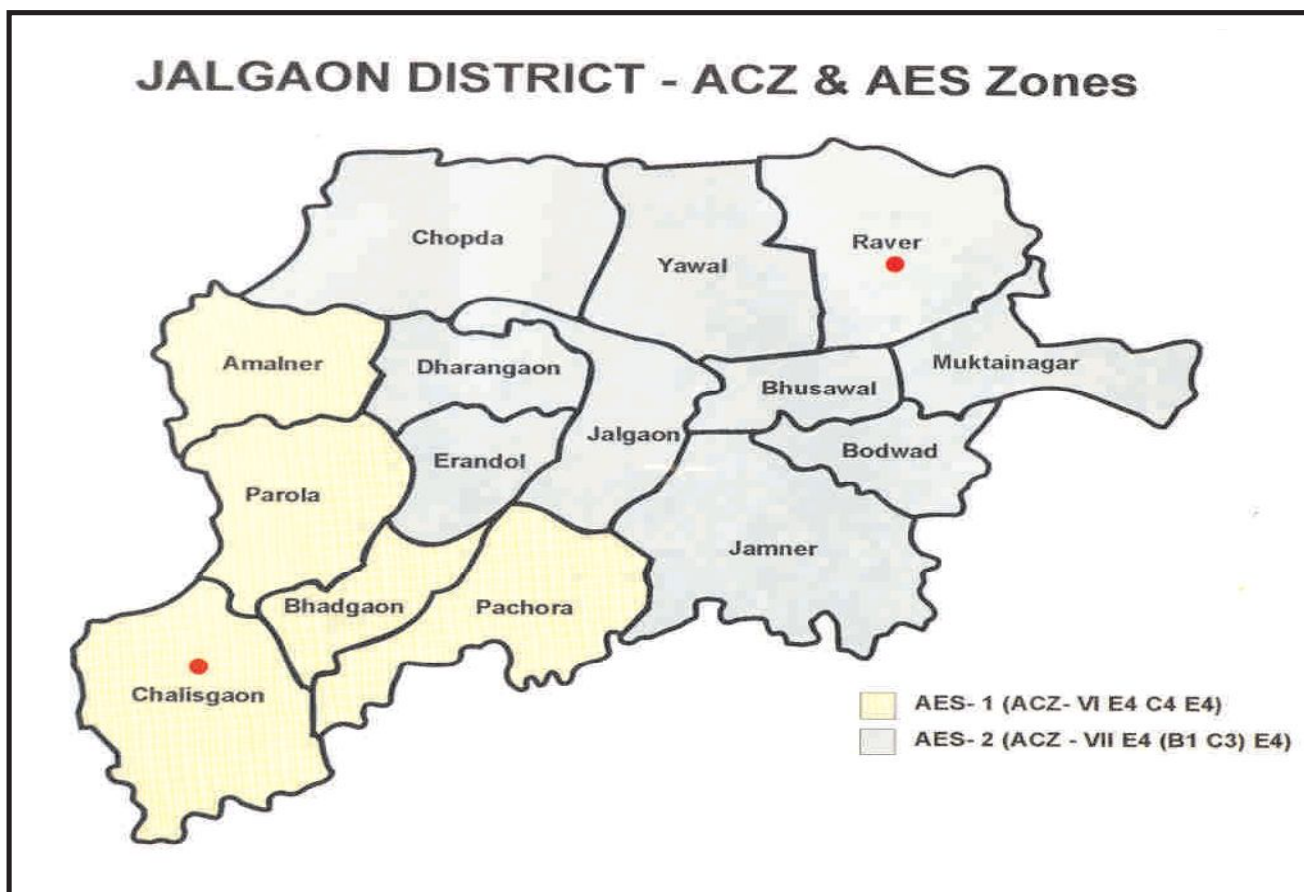 JALGAON DISTRICT - ACZ & AES Zones
Chopda
Yawal
Raver
Amalner
Dharangaon
Bhusawal
Muktainagar
Jalgaon
Erandol
Bodwad
Parola
Jamner
Bhadgaon
Pachora
Chalisgaon
AES- 1 (ACZ- VI E4 C4 E4)
AES- 2 (ACZ - VII E4 (B1 C3) E4)